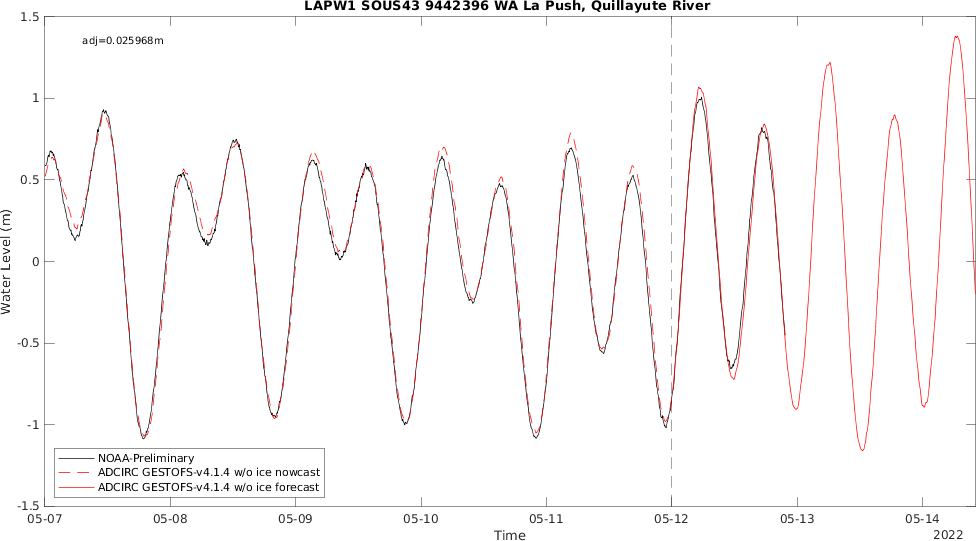 LAPW1 SOUS43 9442396 WA La Push, Quillayute River
adj=0.025968m
1.5
1
0.5
0
-0.5
-1
-1.5
Water Level (m)
NOAA-Preliminary
ADCIRC GESTOFS-v4.1.4 w/o ice nowcast
ADCIRC GESTOFS-v4.1.4 w/o ice forecast
05-07 05-08 05-09 05-10 05-11 05-12 05-13 05-14
Time
2022